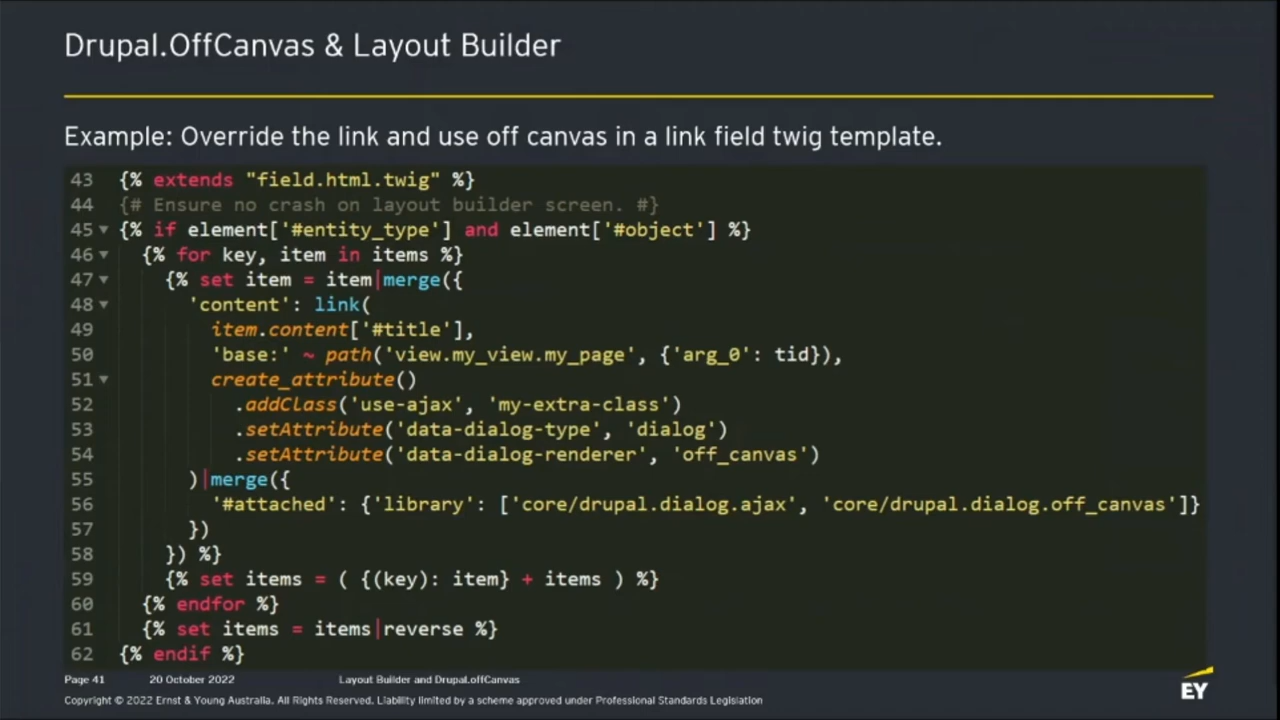 Drupal.OffCanvas & Layout Builder
Example: Override the link and use off canvas in a link field twig template.
43 {% extends "field.html.twig" %}
44 {# Ensure no crash on layout builder screen. #}
45 ▼ {% if element['#entity_type'] and element['#object'] %}
46 ▼ {% for key, item in items %}
47 ▼ {% set item = item|merge({
48 ▼ 'content': link(
49 item.content['#title'],
50 'base:' ~ path('view.my_view.my_page', {'arg_0': tid}),
51 ▼ create_attribute()
52 .addClass('use-ajax', 'my-extra-class')
53 .setAttribute('data-dialog-type', 'dialog')
54 .setAttribute('data-dialog-renderer', 'off_canvas')
55 )|merge({
56 '#attached': {'library': ['core/drupal.dialog.ajax', 'core/drupal.dialog.off_canvas']}
57 })
58 }) %}
59 {% set items = ( {(key): item} + items ) %}
60 {% endfor %}
61 {% set items = items|reverse %}
62 {% endif %}
Page 41 20 October 2022 Layout Builder and Drupal.offCanvas
Copyright © 2022 Ernst & Young Australia. All Rights Reserved. Liability limited by a scheme approved under Professional Standards Legislation
EY